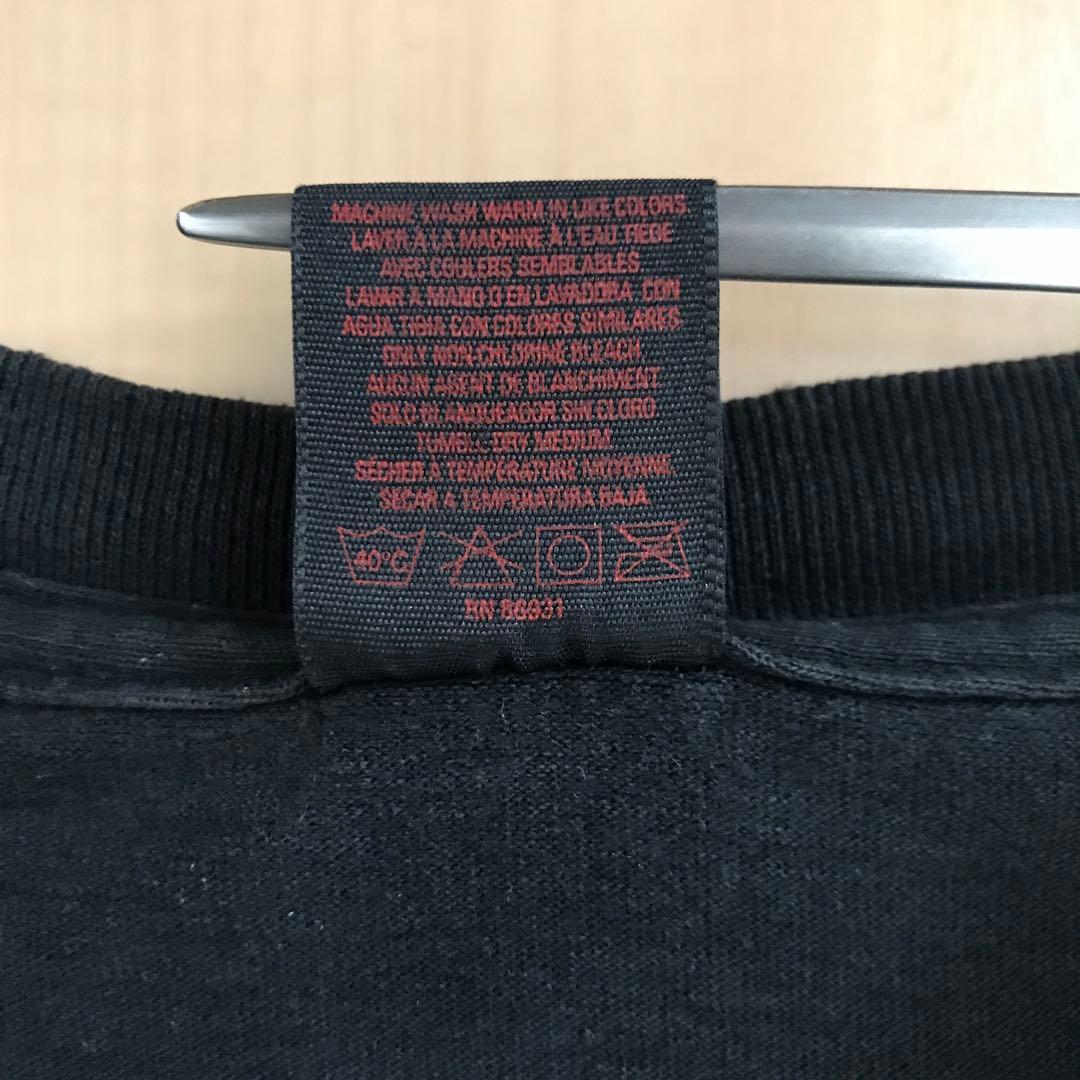 MACHINE WASH WARM IN LIKE COLORS
LAVER À LA MACHINE À L'EAU TIEDE
AVEC COULERS SEMBLABLES
LAVAR A MANO O EN LAVADORA CON
AGUA TIBIA CON COLORES SIMILARES
ONLY NON-CHLORINE BLEACH
AUCUN AGENT DE BLANCHIMENT
SOLO BLANQUEADOR SIN CLORO
TUMBLE DRY MEDIUM
SÉCHER A TEMPÉRATURE MOYENNE
SECAR A TEMPERATURA BAJA
40°C
RN 86931